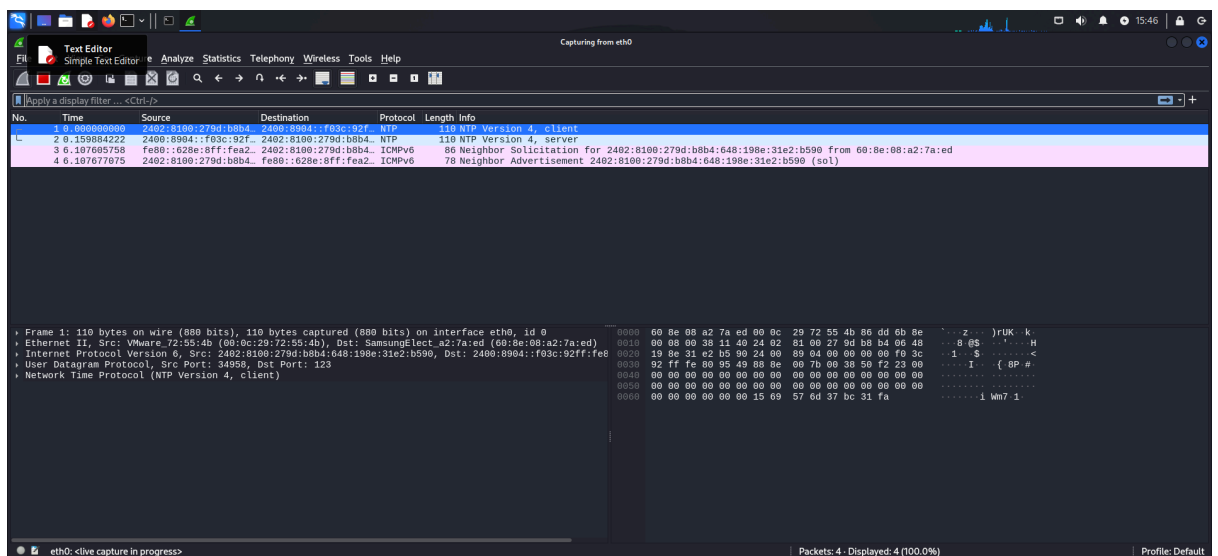 15:46
Capturing from eth0
Text Editor
Simple Text Editor
File Analyze Statistics Telephony Wireless Tools Help
Apply a display filter … <Ctrl-/>
No. Time Source Destination Protocol Length Info
1 0.000000000 2402:8100:279d:b8b4… 2400:8904::f03c:92f… NTP 110 NTP Version 4, client
2 0.159884222 2400:8904::f03c:92f… 2402:8100:279d:b8b4… NTP 110 NTP Version 4, server
3 6.107605758 fe80::628e:8ff:fea2… 2402:8100:279d:b8b4… ICMPv6 86 Neighbor Solicitation for 2402:8100:279d:b8b4:648:198e:31e2:b590 from 60:8e:08:a2:7a:ed
4 6.107677075 2402:8100:279d:b8b4… fe80::628e:8ff:fea2… ICMPv6 78 Neighbor Advertisement 2402:8100:279d:b8b4:648:198e:31e2:b590 (sol)
Frame 1: 110 bytes on wire (880 bits), 110 bytes captured (880 bits) on interface eth0, id 0
Ethernet II, Src: VMware_72:55:4b (00:0c:29:72:55:4b), Dst: SamsungElect_a2:7a:ed (60:8e:08:a2:7a:ed)
Internet Protocol Version 6, Src: 2402:8100:279d:b8b4:648:198e:31e2:b590, Dst: 2400:8904::f03c:92ff:fe8
User Datagram Protocol, Src Port: 34958, Dst Port: 123
Network Time Protocol (NTP Version 4, client)
0000 60 8e 08 a2 7a ed 00 0c 29 72 55 4b 86 dd 6b 8e `···z··· )rUK··k·
0010 00 08 00 38 11 40 24 02 81 00 27 9d b8 b4 06 48 ···8·@$· ··'····H
0020 19 8e 31 e2 b5 90 24 00 89 04 00 00 00 00 f0 3c ··1···$· ·······<
0030 92 ff fe 80 95 49 88 8e 00 7b 00 38 50 f2 23 00 ·····I·· ·{·8P·#·
0040 00 00 00 00 00 00 00 00 00 00 00 00 00 00 00 00 ········ ········
0050 00 00 00 00 00 00 00 00 00 00 00 00 00 00 00 00 ········ ········
0060 00 00 00 00 00 00 15 69 57 6d 37 bc 31 fa ·······i Wm7·1·
eth0: <live capture in progress> Packets: 4 · Displayed: 4 (100.0%) Profile: Default